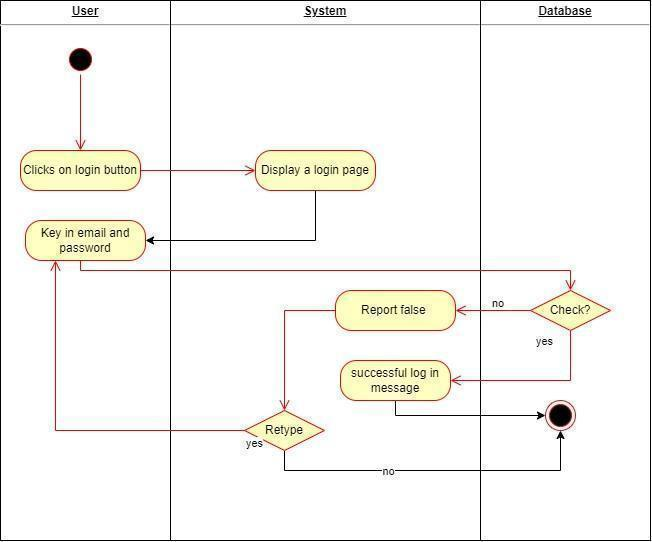 User
System
Database
Clicks on login button
Display a login page
Key in email and
password
Report false
no
Check?
yes
successful log in
message
Retype
yes
no